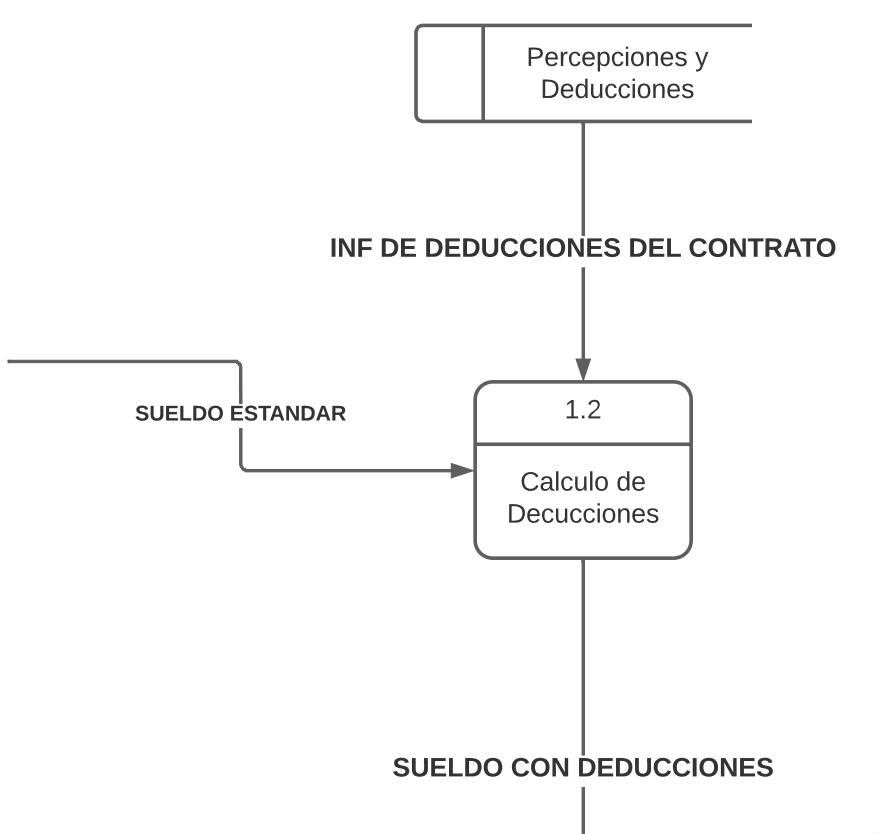 Percepciones y
Deducciones
INF DE DEDUCCIONES DEL CONTRATO
SUELDO ESTANDAR
1.2
Calculo de
Decucciones
SUELDO CON DEDUCCIONES